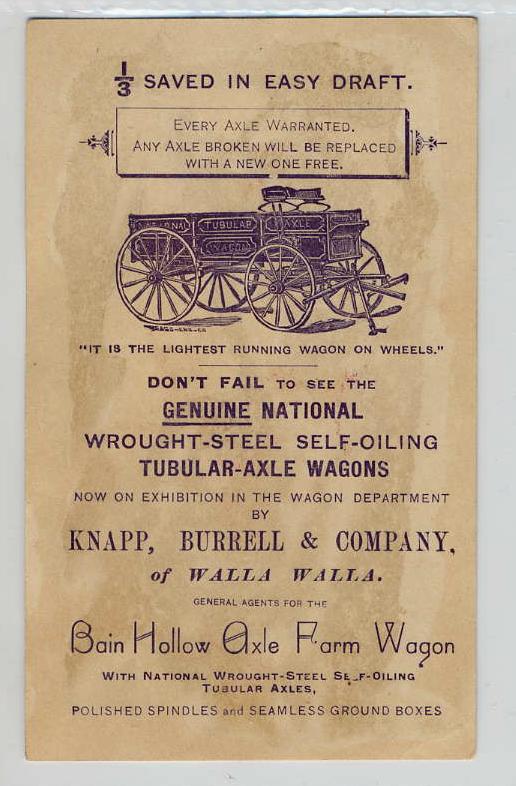 1/3 SAVED IN EASY DRAFT.
EVERY AXLE WARRANTED.
ANY AXLE BROKEN WILL BE REPLACED
WITH A NEW ONE FREE.
TUBULAR AXLE
"IT IS THE LIGHTEST RUNNING WAGON ON WHEELS."
DON'T FAIL TO SEE THE
GENUINE NATIONAL
WROUGHT-STEEL SELF-OILING
TUBULAR-AXLE WAGONS
NOW ON EXHIBITION IN THE WAGON DEPARTMENT
BY
KNAPP, BURRELL & COMPANY,
of WALLA WALLA.
GENERAL AGENTS FOR THE
Bain Hollow Axle Farm Wagon
WITH NATIONAL WROUGHT-STEEL SELF-OILING
TUBULAR AXLES,
POLISHED SPINDLES and SEAMLESS GROUND BOXES